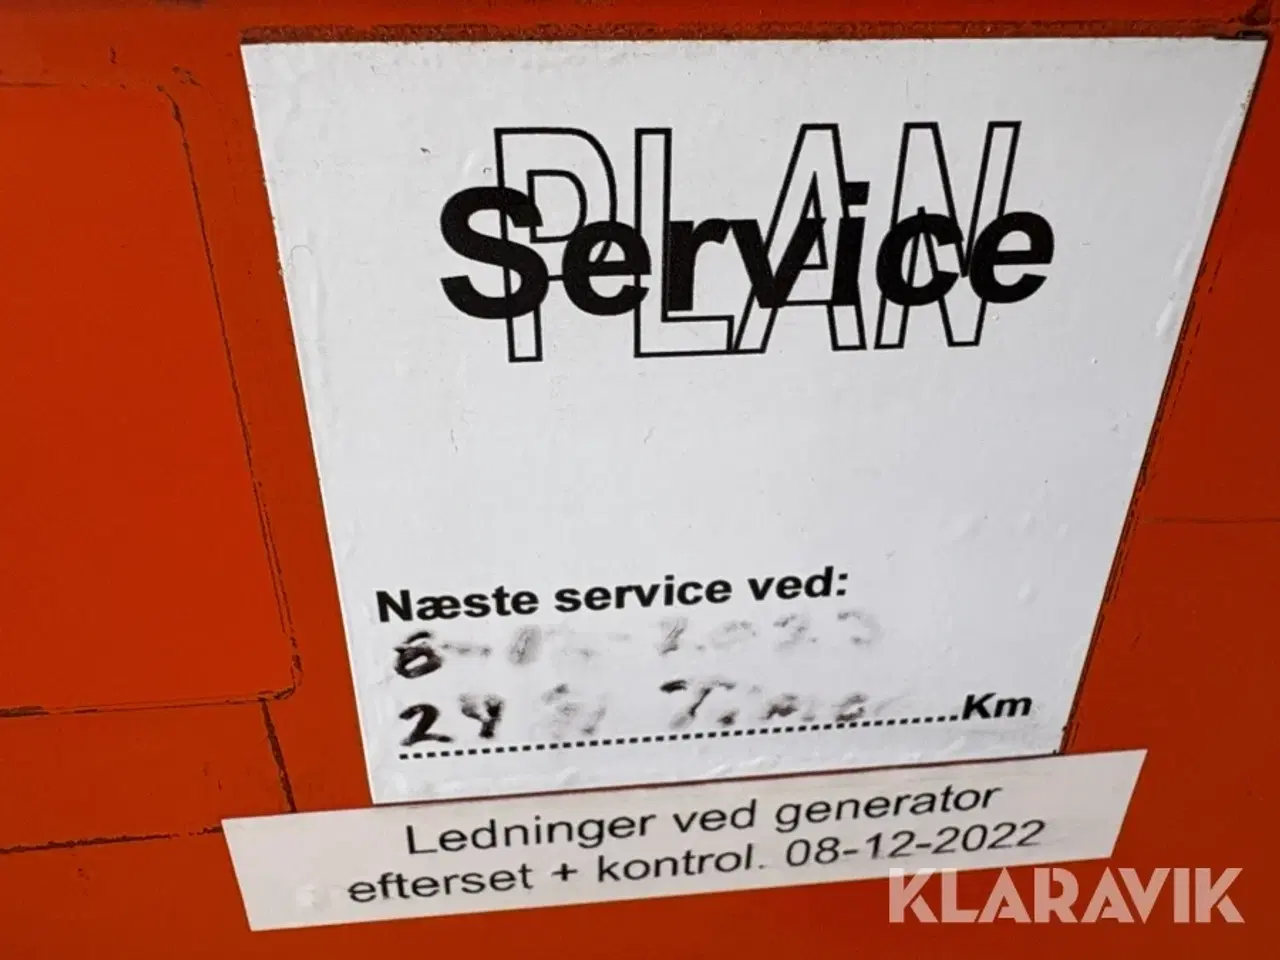 PLAN
Service
Næste service ved:
Km
Ledninger ved generator
efterset + kontrol. 08-12-2022
KLARAVIK